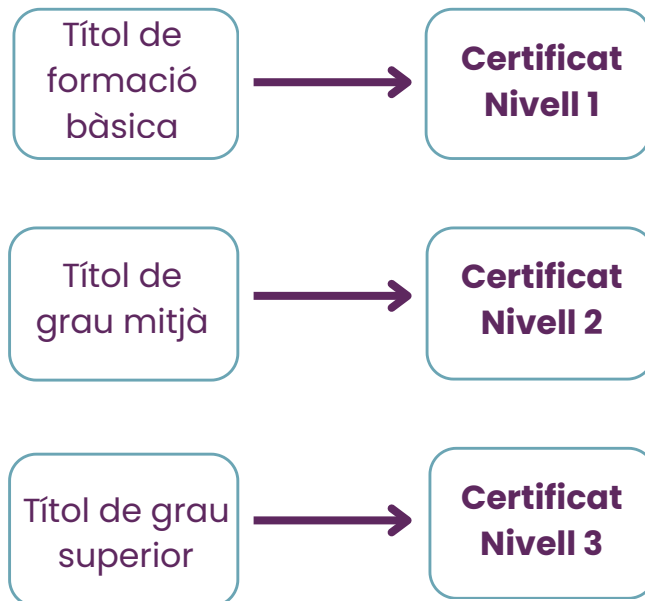 Títol de
formació
bàsica
Certificat
Nivell 1
Títol de
grau mitjà
Certificat
Nivell 2
Títol de grau
superior
Certificat
Nivell 3